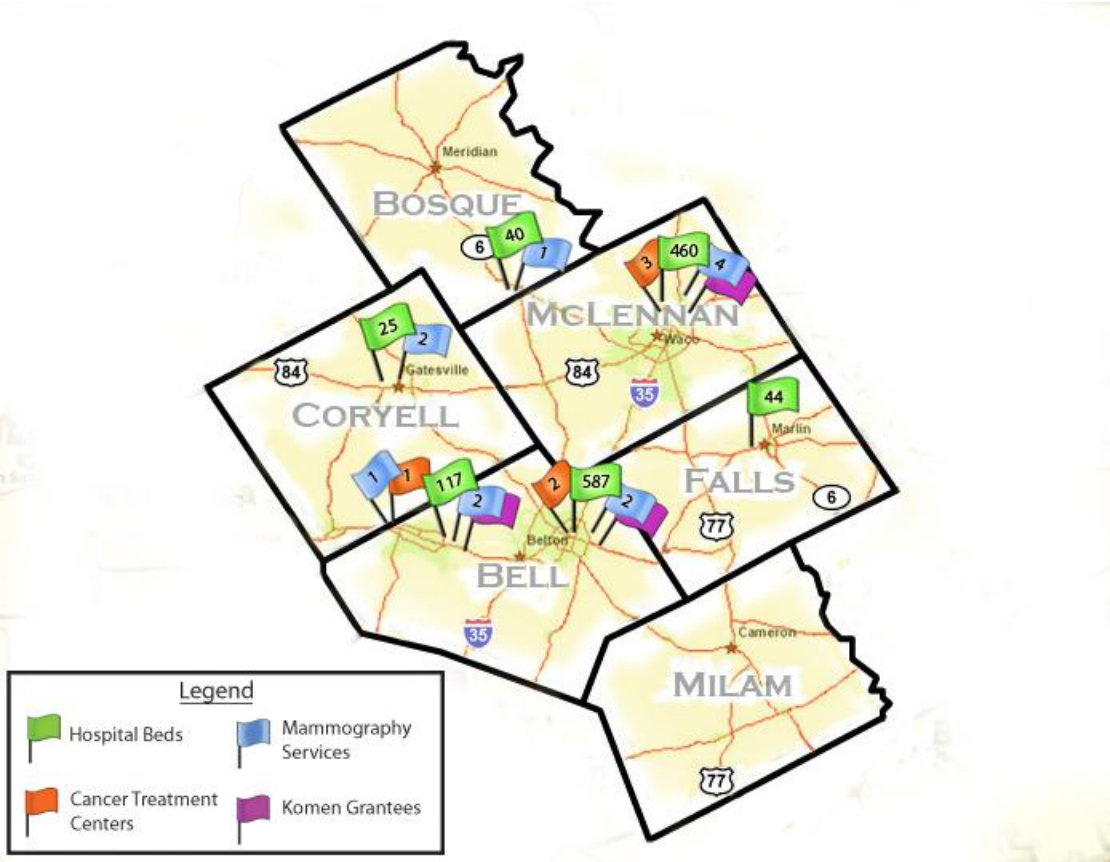 Meridian
BOSQUE
6
40
1
3
460
4
MCLENNAN
Waco
25
2
84
Gatesville
CORYELL
84
35
44
Marlin
FALLS
6
77
1
1
117
2
2
587
2
Belton
BELL
35
Cameron
MILAM
77
Legend
Hospital Beds
Mammography
Services
Cancer Treatment
Centers
Komen Grantees